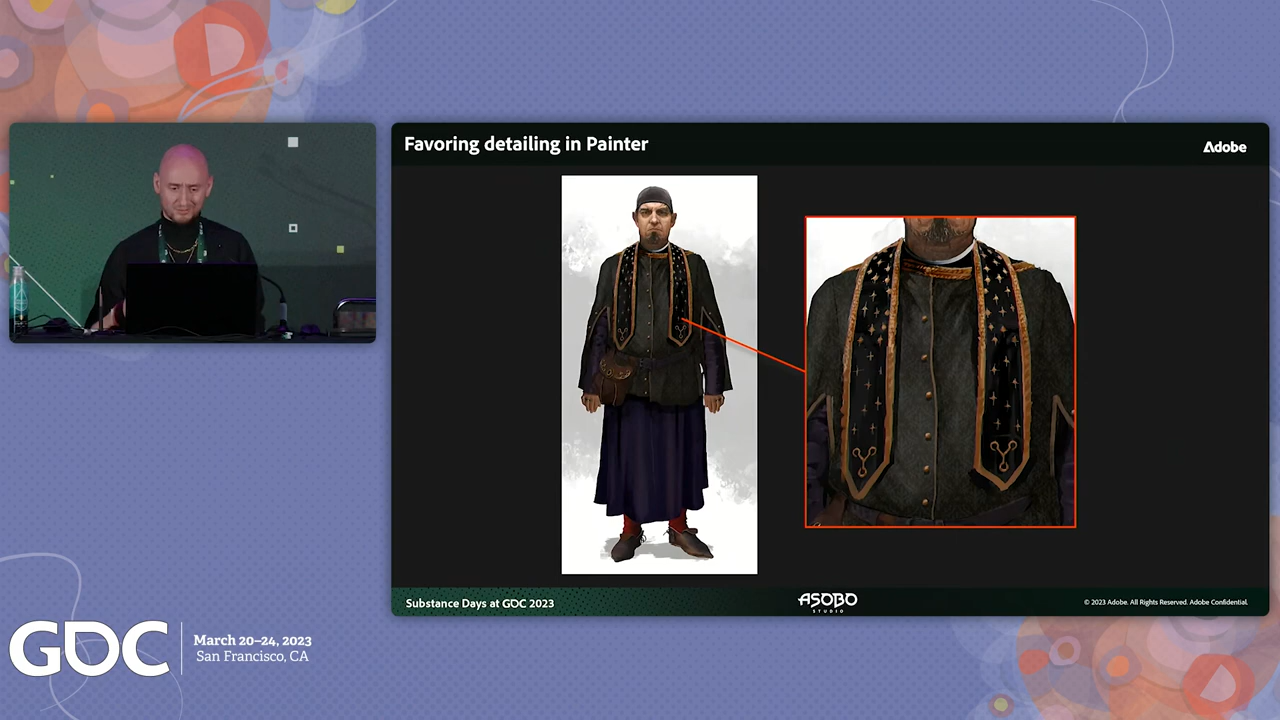 Favoring detailing in Painter
Adobe
Substance Days at GDC 2023
ASOBO
STUDIO
© 2023 Adobe. All Rights Reserved. Adobe Confidential.
GDC
March 20–24, 2023
San Francisco, CA